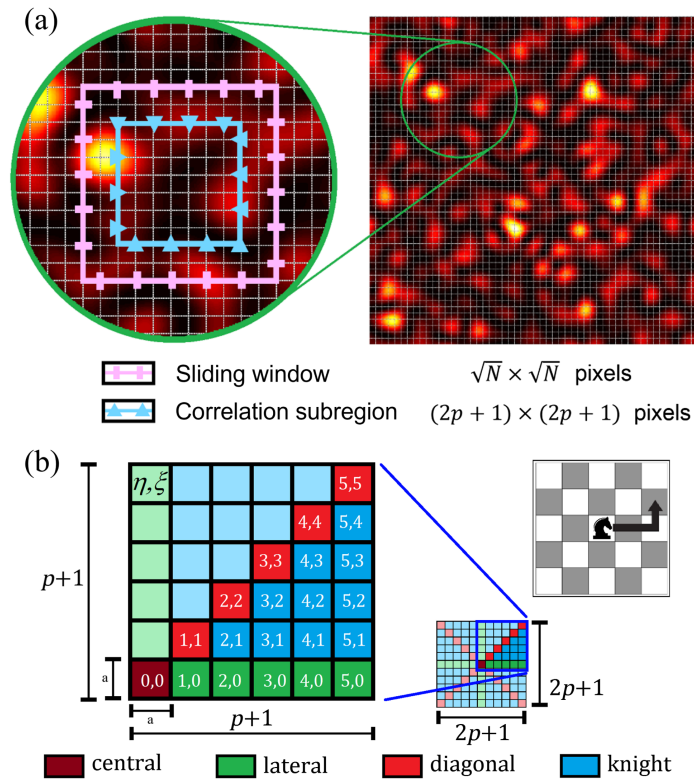 (a)
Sliding window
√N × √N pixels
Correlation subregion
(2p + 1) × (2p + 1) pixels
(b)
η,ξ
5,5
4,4
5,4
3,3
4,3
5,3
2,2
3,2
4,2
5,2
1,1
2,1
3,1
4,1
5,1
0,0
1,0
2,0
3,0
4,0
5,0
p+1
a
a
p+1
2p+1
2p+1
central
lateral
diagonal
knight